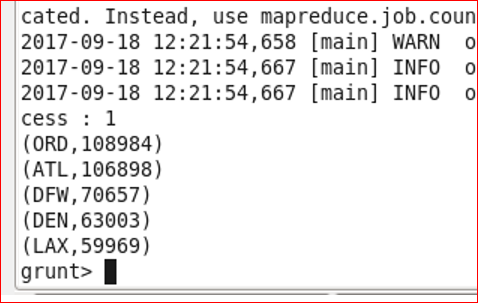 cated. Instead, use mapreduce.job.coun
2017-09-18 12:21:54,658 [main] WARN  o
2017-09-18 12:21:54,667 [main] INFO  o
2017-09-18 12:21:54,667 [main] INFO  o
cess : 1
(ORD,108984)
(ATL,106898)
(DFW,70657)
(DEN,63003)
(LAX,59969)
grunt>